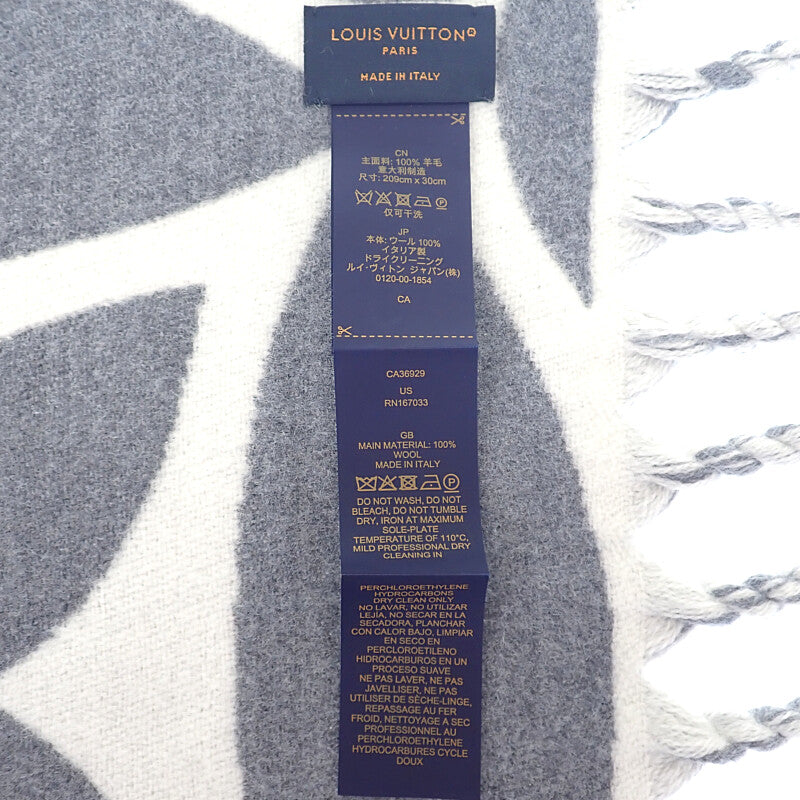 LOUIS VUITTON®
PARIS
MADE IN ITALY
CN
主面料: 100% 羊毛
意大利制造
尺寸: 209cm x 30cm
仅可干洗
JP
本体: ウール 100%
イタリア製
ドライクリーニング
ルイ・ヴィトン ジャパン(株)
0120-00-1854
CA
CA36929
US
RN167033
GB
MAIN MATERIAL: 100%
WOOL
MADE IN ITALY
DO NOT WASH, DO NOT
BLEACH, DO NOT TUMBLE
DRY, IRON AT MAXIMUM
SOLE-PLATE
TEMPERATURE OF 110°C,
MILD PROFESSIONAL DRY
CLEANING IN
PERCHLOROETHYLENE
HYDROCARBONS
DRY CLEAN ONLY
NO LAVAR, NO UTILIZAR
LEJÍA, NO SECAR EN LA
SECADORA, PLANCHAR
CON CALOR BAJO, LIMPIAR
EN SECO EN
PERCLOROETILENO
HIDROCARBUROS EN UN
PROCESO SUAVE
NE PAS LAVER, NE PAS
JAVELLISER. NE PAS
UTILISER DE SÈCHE-LINGE,
REPASSAGE AU FER
FROID, NETTOYAGE A SEC
PROFESSIONNEL AU
PERCHLOROETHYLENE
HYDROCARBURES CYCLE
DOUX